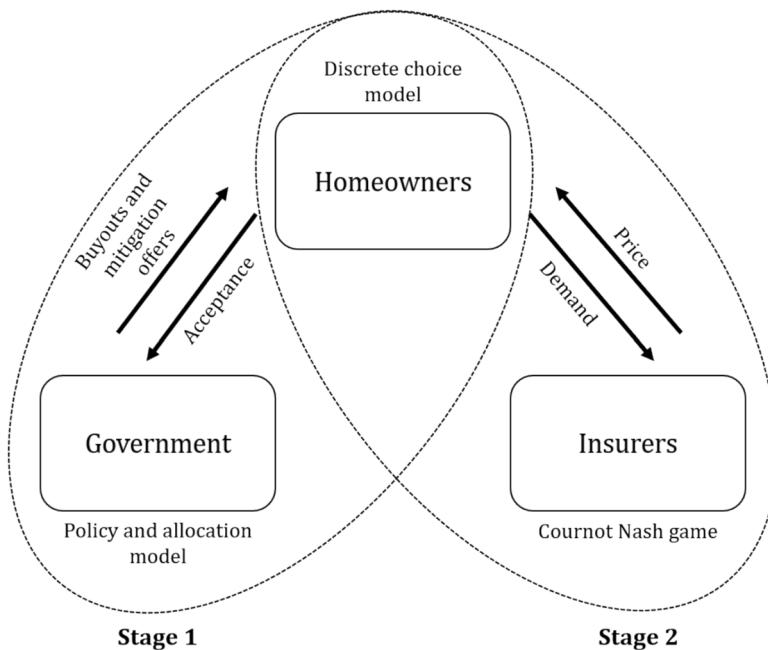 Discrete choice
model
Homeowners
Buyouts and
mitigation
offers
Acceptance
Price
Demand
Government
Insurers
Policy and allocation
model
Cournot Nash game
Stage 1
Stage 2